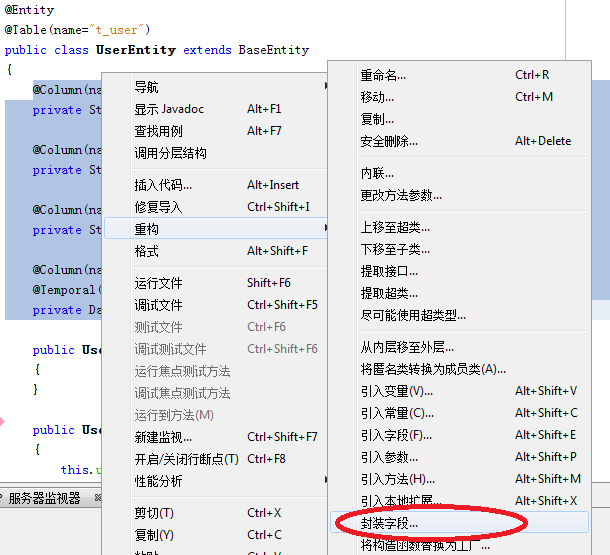 @Entity
@Table(name="t_user")
public class UserEntity extends BaseEntity
{
@Column(na
private St
@Column(na
private St
@Column(na
private St
@Column(na
@Temporal(
private Da
public Use
{
}
public Use
{
this.u
服务器监视器
导航
显示 Javadoc Alt+F1
查找用例 Alt+F7
调用分层结构
插入代码... Alt+Insert
修复导入 Ctrl+Shift+I
重构
格式 Alt+Shift+F
运行文件 Shift+F6
调试文件 Ctrl+Shift+F5
测试文件 Ctrl+F6
调试测试文件 Ctrl+Shift+F6
运行焦点测试方法
调试焦点测试方法
运行到方法(M)
新建监视... Ctrl+Shift+F7
开启/关闭行断点(T) Ctrl+F8
性能分析
剪切(T) Ctrl+X
复制(Y) Ctrl+C
重命名... Ctrl+R
移动... Ctrl+M
复制...
安全删除... Alt+Delete
内联...
更改方法参数...
上移至超类...
下移至子类...
提取接口...
提取超类...
尽可能使用超类型...
从内层移至外层...
将匿名类转换为成员类(A)...
引入变量(V)... Alt+Shift+V
引入常量(C)... Alt+Shift+C
引入字段(F)... Alt+Shift+E
引入参数... Alt+Shift+P
引入方法(H)... Alt+Shift+M
引入本地扩展... Alt+Shift+X
封装字段...
将构造函数替换为工厂...